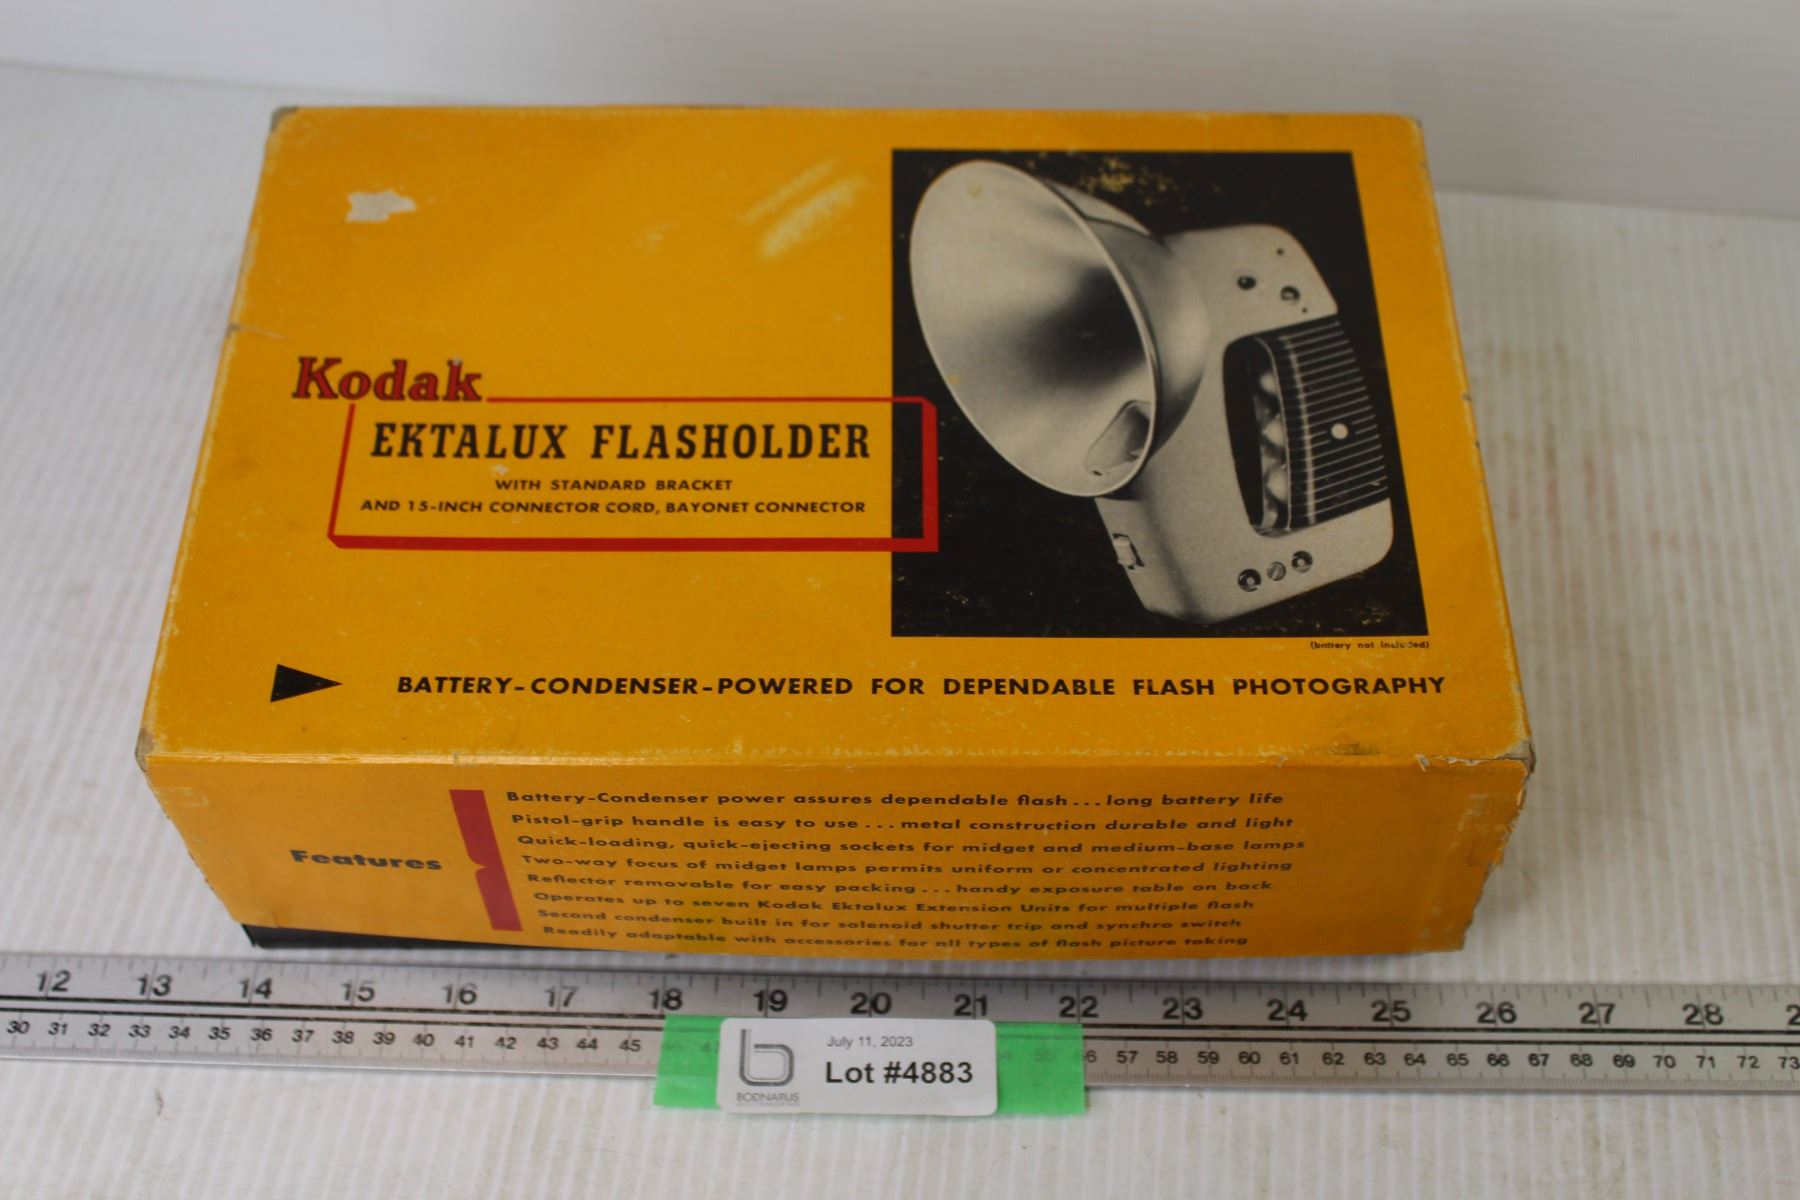 Kodak
EKTALUX FLASHOLDER
WITH STANDARD BRACKET
AND 15-INCH CONNECTOR CORD, BAYONET CONNECTOR
(battery not included)
BATTERY-CONDENSER-POWERED FOR DEPENDABLE FLASH PHOTOGRAPHY
Features
Battery-Condenser power assures dependable flash...long battery life
Pistol-grip handle is easy to use...metal construction durable and light
Quick-loading, quick-ejecting sockets for midget and medium-base lamps
Two-way focus of midget lamps permits uniform or concentrated lighting
Reflector removable for easy packing...handy exposure table on back
Operates up to seven Kodak Ektalux Extension Units for multiple flash
Second condenser built in for solenoid shutter trip and synchro switch
Readily adaptable with accessories for all types of flash picture taking
12 13 14 15 16 17 18 19 20 21 22 23 24 25 26 27 28
30 31 32 33 34 35 36 37 38 39 40 41 42 43 44 45 57 58 59 60 61 62 63 64 65 66 67 68 69 70 71 72 73
July 11, 2023
Lot #4883
BODNARUS